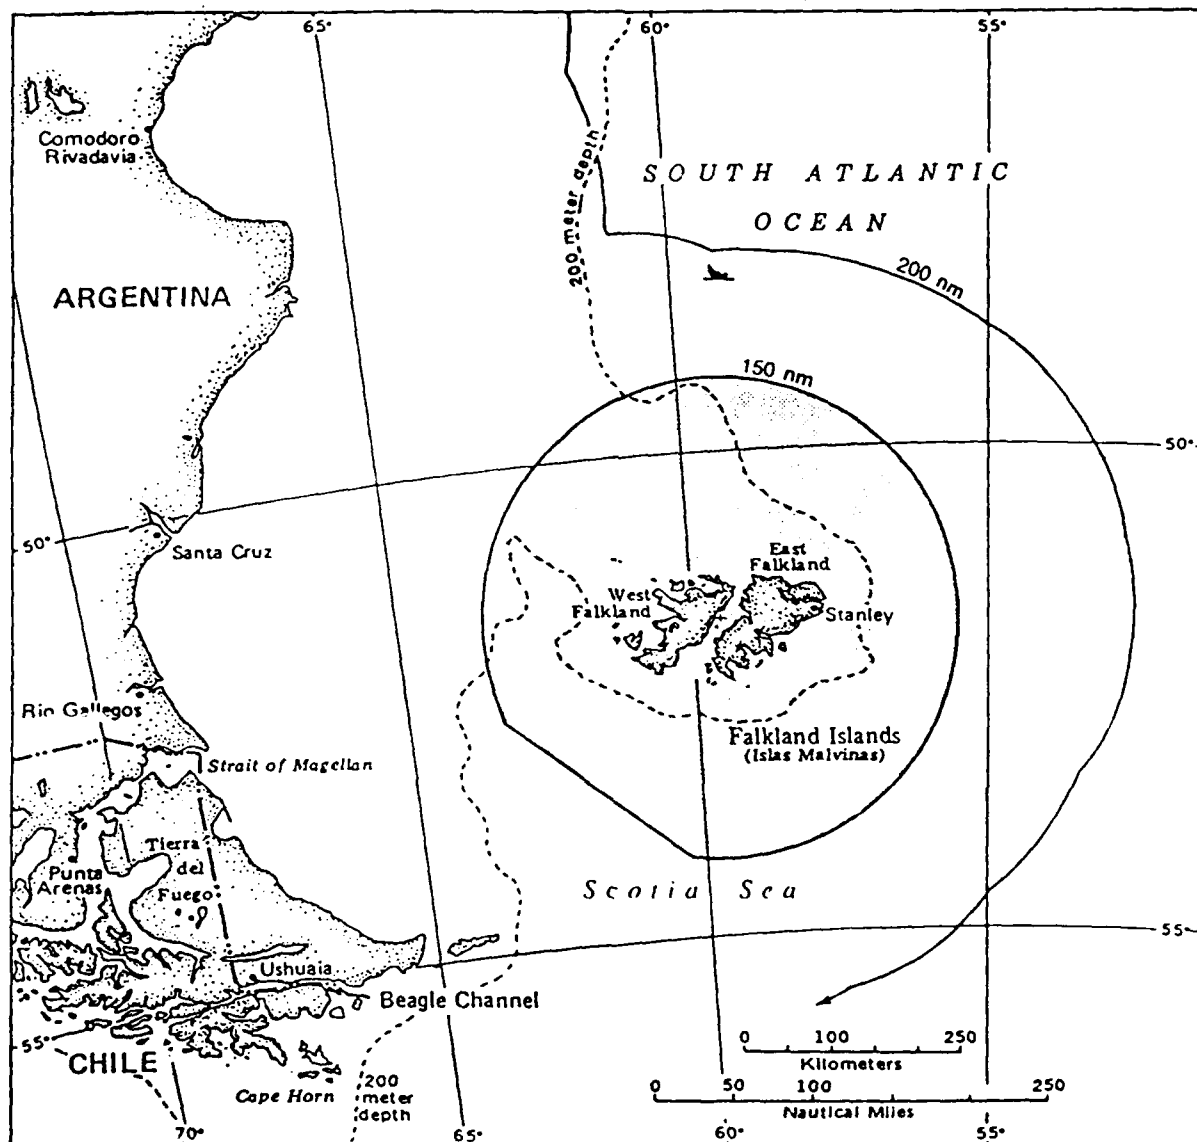 65°
60°
55°
Comodoro
Rivadavia
200 meter depth
SOUTH ATLANTIC
OCEAN
ARGENTINA
200 nm
150 nm
50°
50°
Santa Cruz
East
Falkland
West
Falkland
Stanley
Rio Gallegos
Falkland Islands
(Islas Malvinas)
Strait of Magellan
Tierra
del
Fuego
Punta
Arenas
Scotia Sea
55°
Ushuaia
Beagle Channel
55°
CHILE
Cape Horn
200
meter
depth
0 100 250
Kilometers
0 50 100 250
Nautical Miles
70°
65°
60°
55°